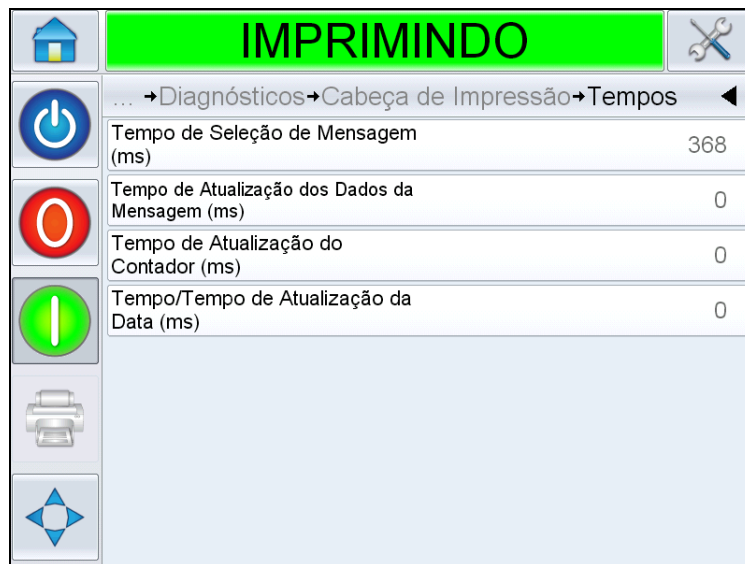 IMPRIMINDO
... →Diagnósticos→Cabeça de Impressão→Tempos
Tempo de Seleção de Mensagem
(ms)
368
Tempo de Atualização dos Dados da
Mensagem (ms)
0
Tempo de Atualização do
Contador (ms)
0
Tempo/Tempo de Atualização da
Data (ms)
0